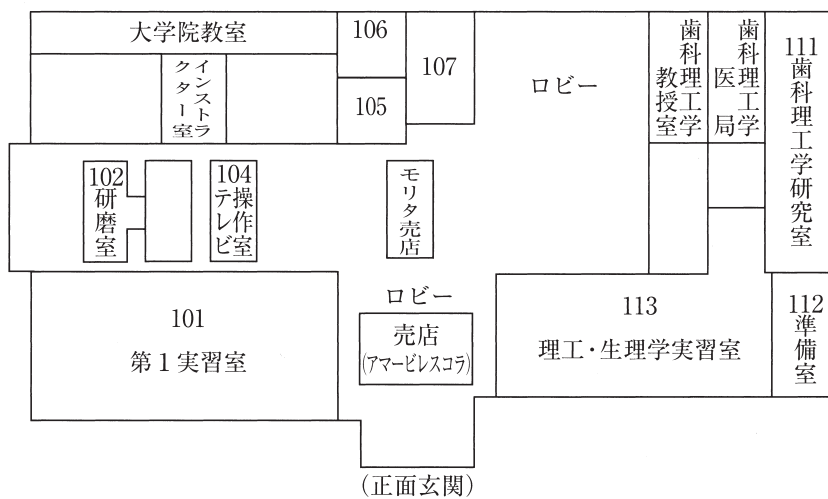 大学院教室
インストラ
クター室
106
105
107
ロビー
歯科理工学
教授室
歯科理工学
医局
111
歯科理工学研究室
102
研磨室
104
操作室
テレビ
モリタ売店
ロビー
売店
(アマービレスコラ)
101
第1実習室
113
理工・生理学実習室
112
準備室
(正面玄関)